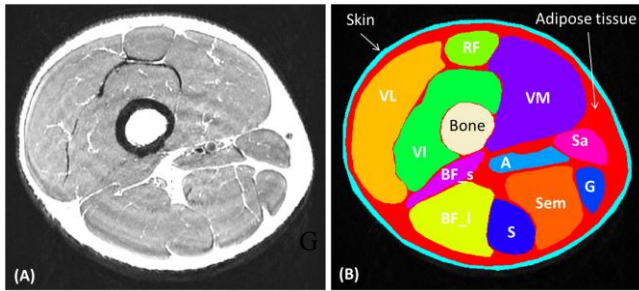 Skin
Adipose tissue
RF
VL
VM
Bone
Sa
VI
A
BF_s
G
Sem
BF_l
S
G
(A)
(B)